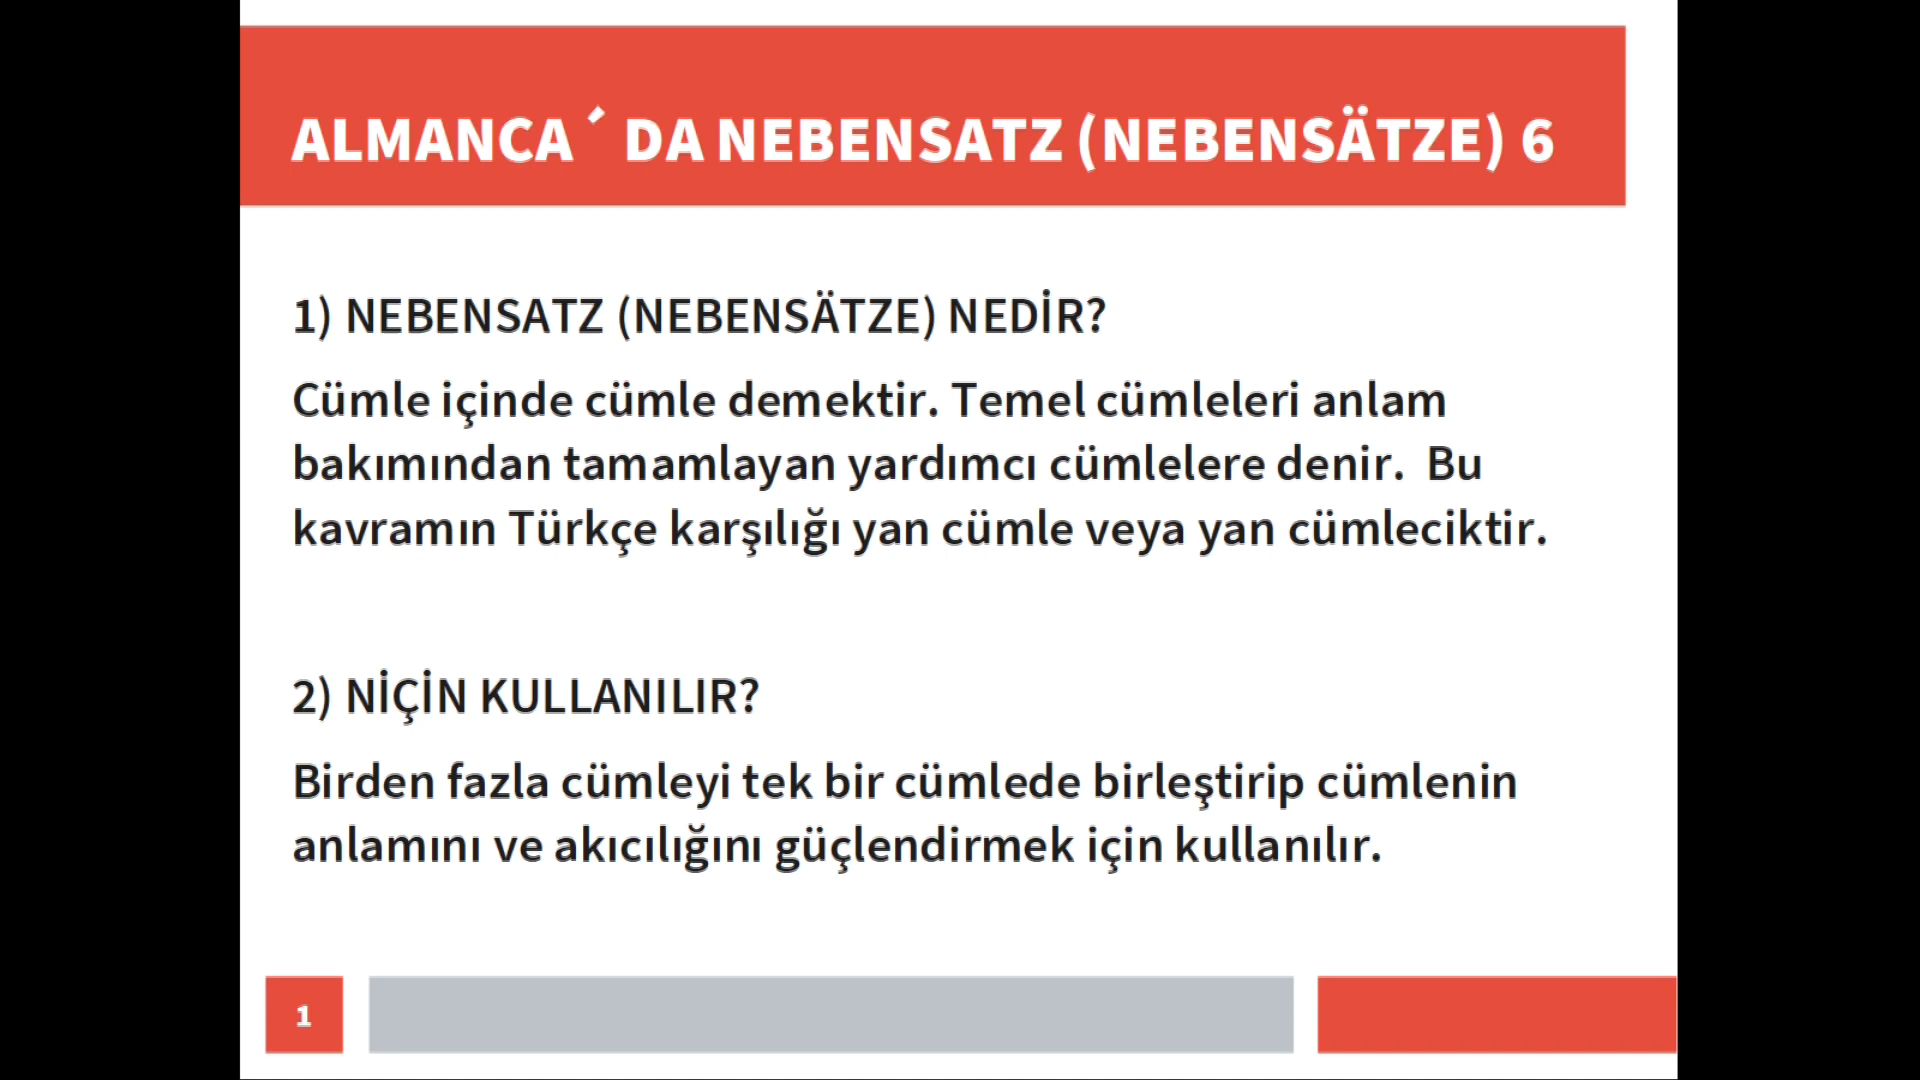 ALMANCA´DA NEBENSATZ (NEBENSÄTZE) 6
1) NEBENSATZ (NEBENSÄTZE) NEDİR?
Cümle içinde cümle demektir. Temel cümleleri anlam
bakımından tamamlayan yardımcı cümlelere denir.  Bu
kavramın Türkçe karşılığı yan cümle veya yan cümleciktir.
2) NİÇİN KULLANILIR?
Birden fazla cümleyi tek bir cümlede birleştirip cümlenin
anlamını ve akıcılığını güçlendirmek için kullanılır.
1